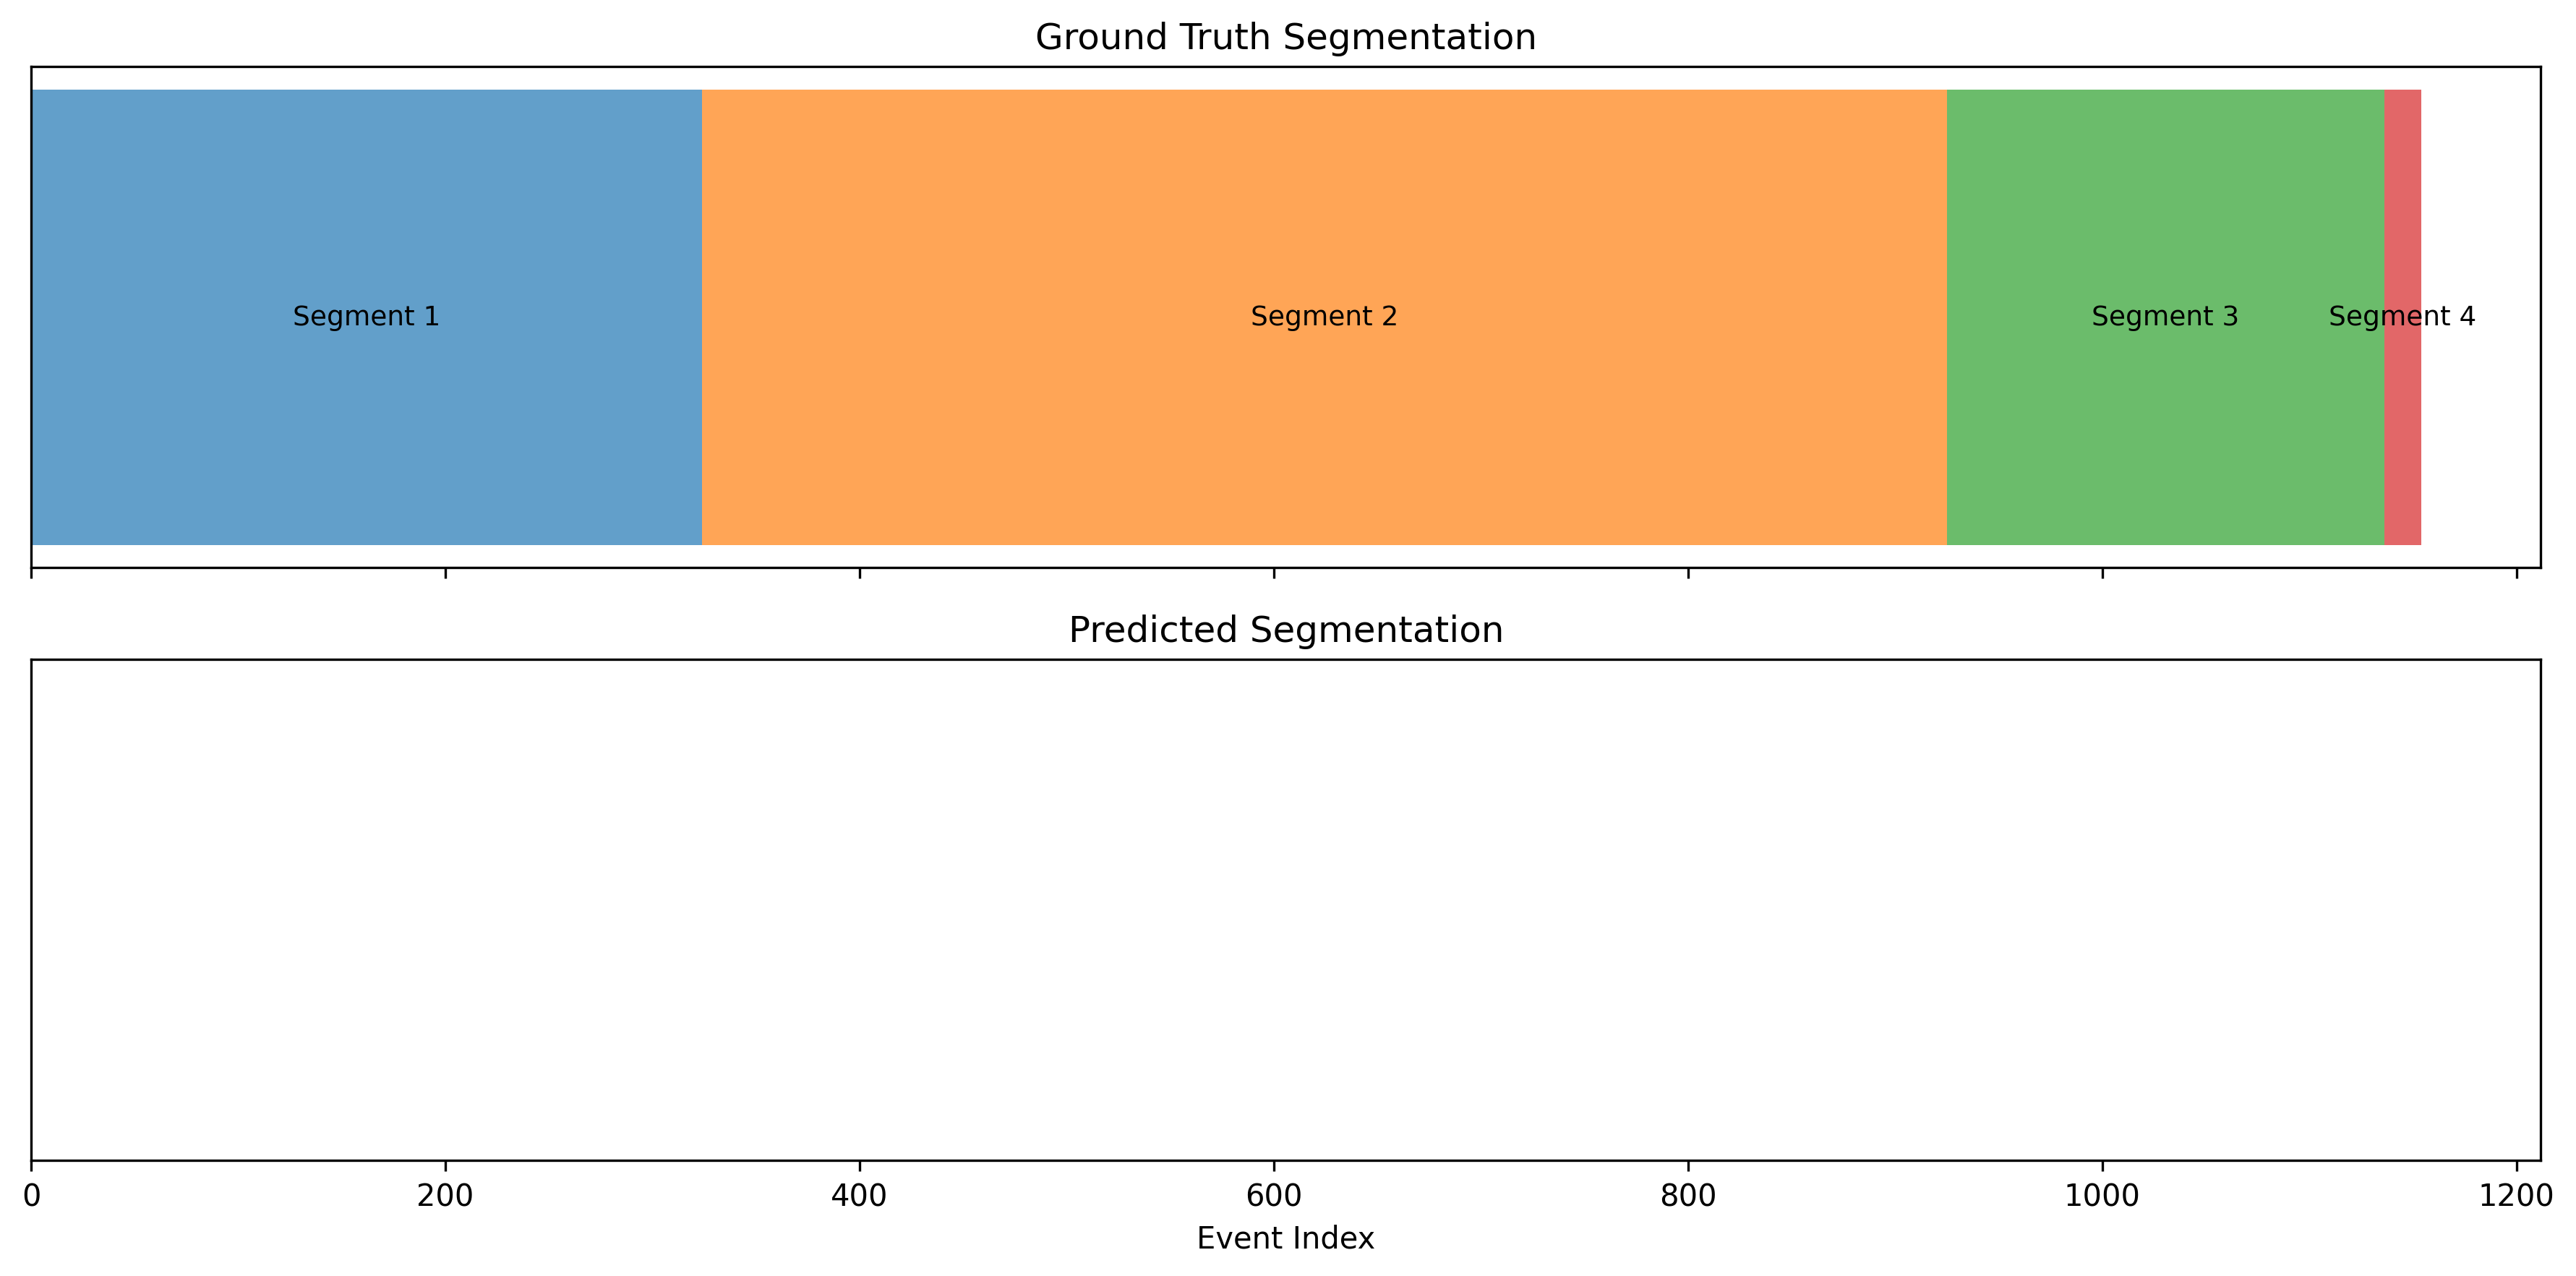 Ground Truth Segmentation
Segment 1
Segment 2
Segment 3
Segment 4
Predicted Segmentation
0
200
400
600
800
1000
1200
Event Index